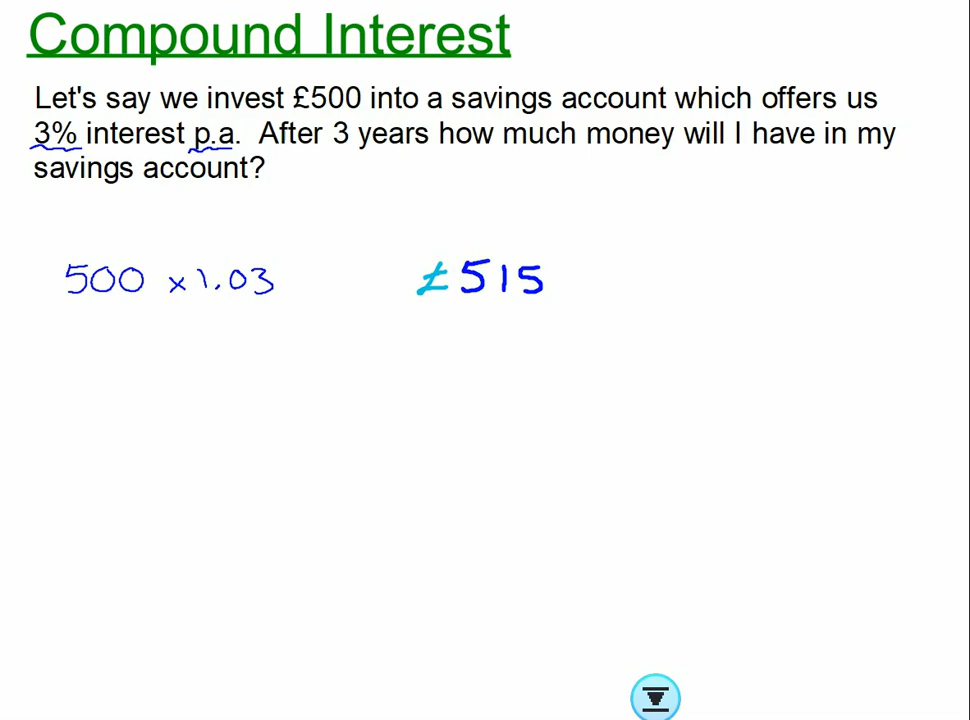 Compound Interest
Let's say we invest £500 into a savings account which offers us
3% interest p.a. After 3 years how much money will I have in my
savings account?
500 × 1.03 £515